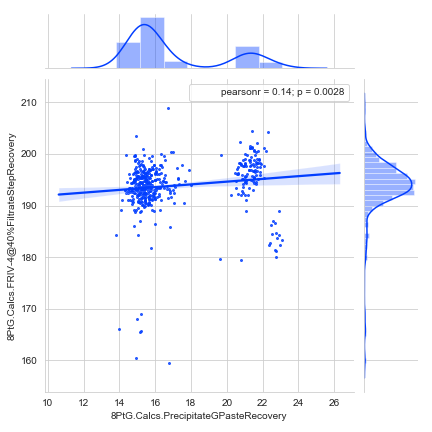 pearsonr = 0.14; p = 0.0028
210
200
190
180
170
160
8PtG.Calcs.FRIV-4@40%FiltrateStepRecovery
10 12 14 16 18 20 22 24 26
8PtG.Calcs.PrecipitateGPasteRecovery